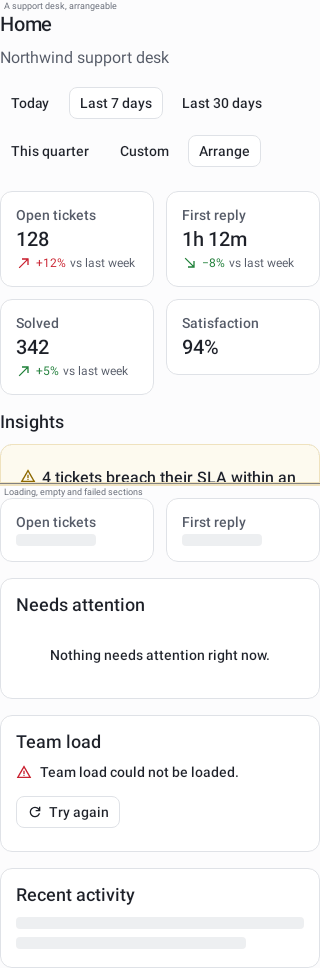 A support desk, arrangeable
Home
Northwind support desk
Today
Last 7 days
Last 30 days
This quarter
Custom
Arrange
Open tickets
128
+12% vs last week
First reply
1h 12m
−8% vs last week
Solved
342
+5% vs last week
Satisfaction
94%
Insights
4 tickets breach their SLA within an
Loading, empty and failed sections
Open tickets
First reply
Needs attention
Nothing needs attention right now.
Team load
Team load could not be loaded.
Try again
Recent activity